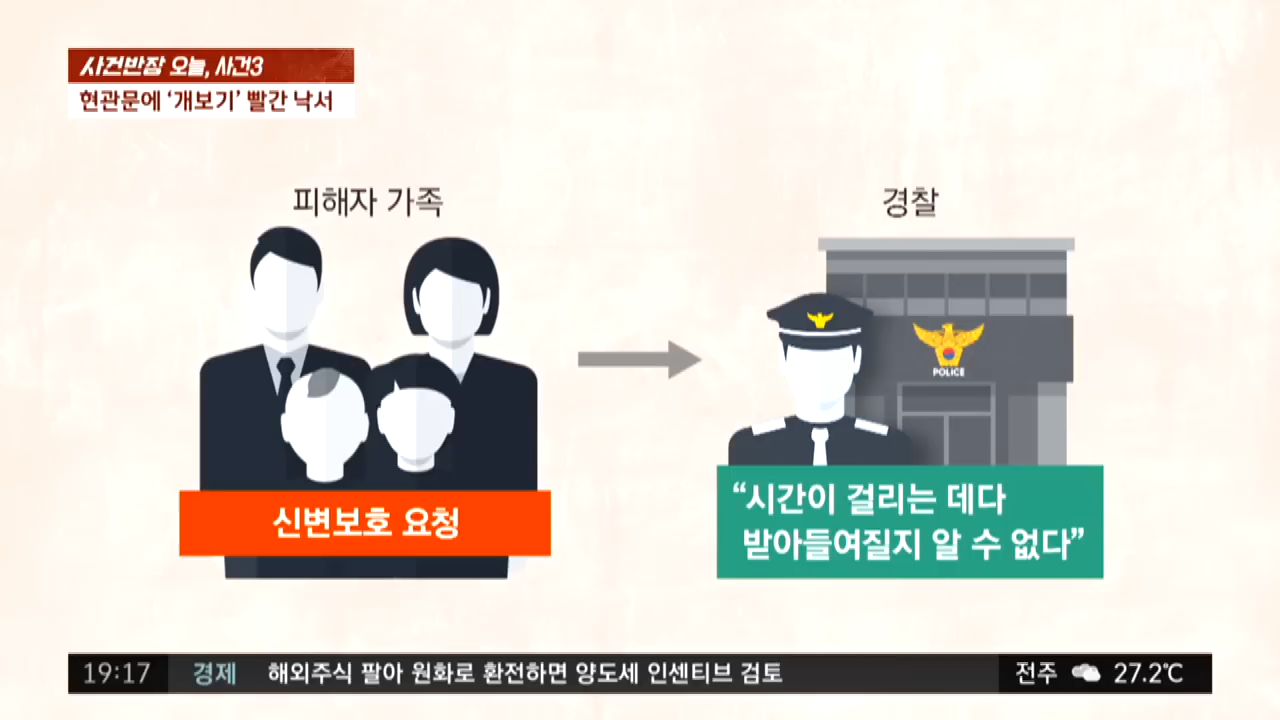 사건반장 오늘, 사건3
현관문에 ‘개보기’ 빨간 낙서
피해자 가족
경찰
POLICE
신변보호 요청
“시간이 걸리는 데다
받아들여질지 알 수 없다”
19:17 경제 해외주식 팔아 원화로 환전하면 양도세 인센티브 검토 전주 27.2℃